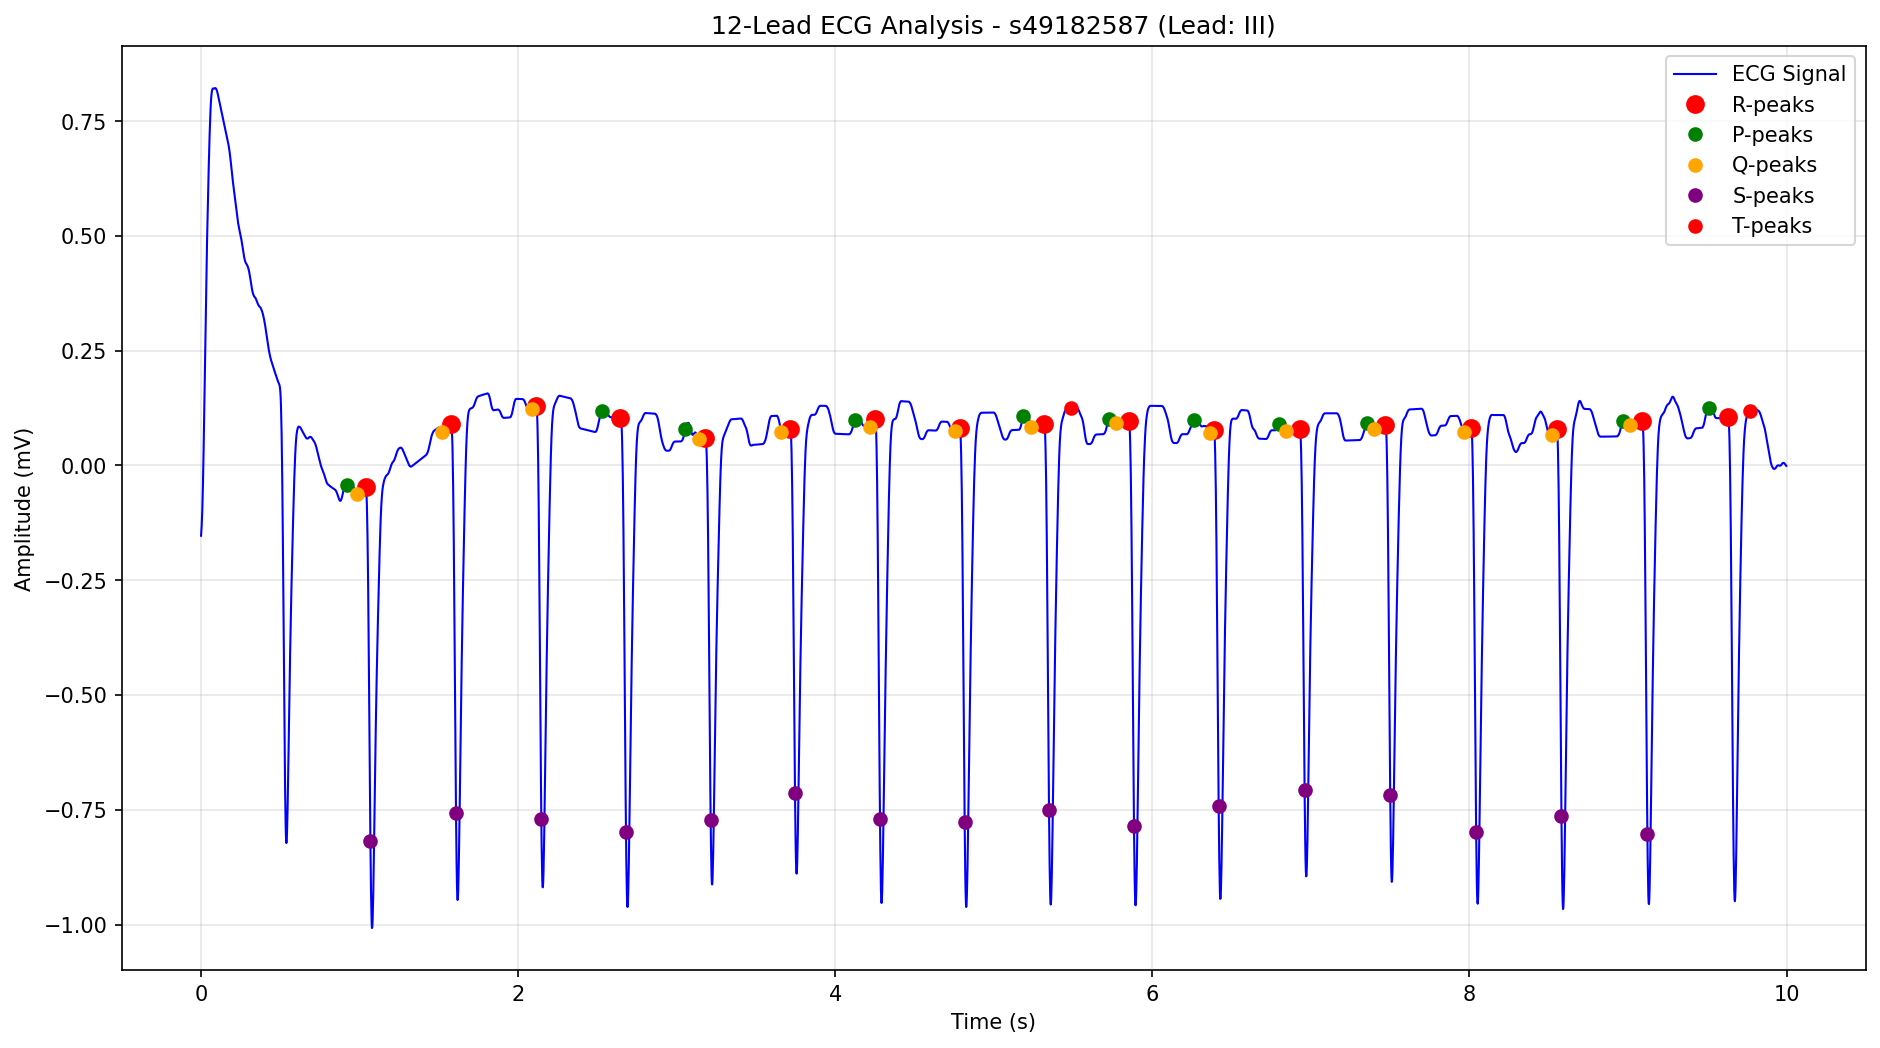 12-Lead ECG Analysis - s49182587 (Lead: III)
ECG Signal
R-peaks
P-peaks
Q-peaks
S-peaks
T-peaks
Amplitude (mV)
0.75
0.50
0.25
0.00
−0.25
−0.50
−0.75
−1.00
0 2 4 6 8 10
Time (s)